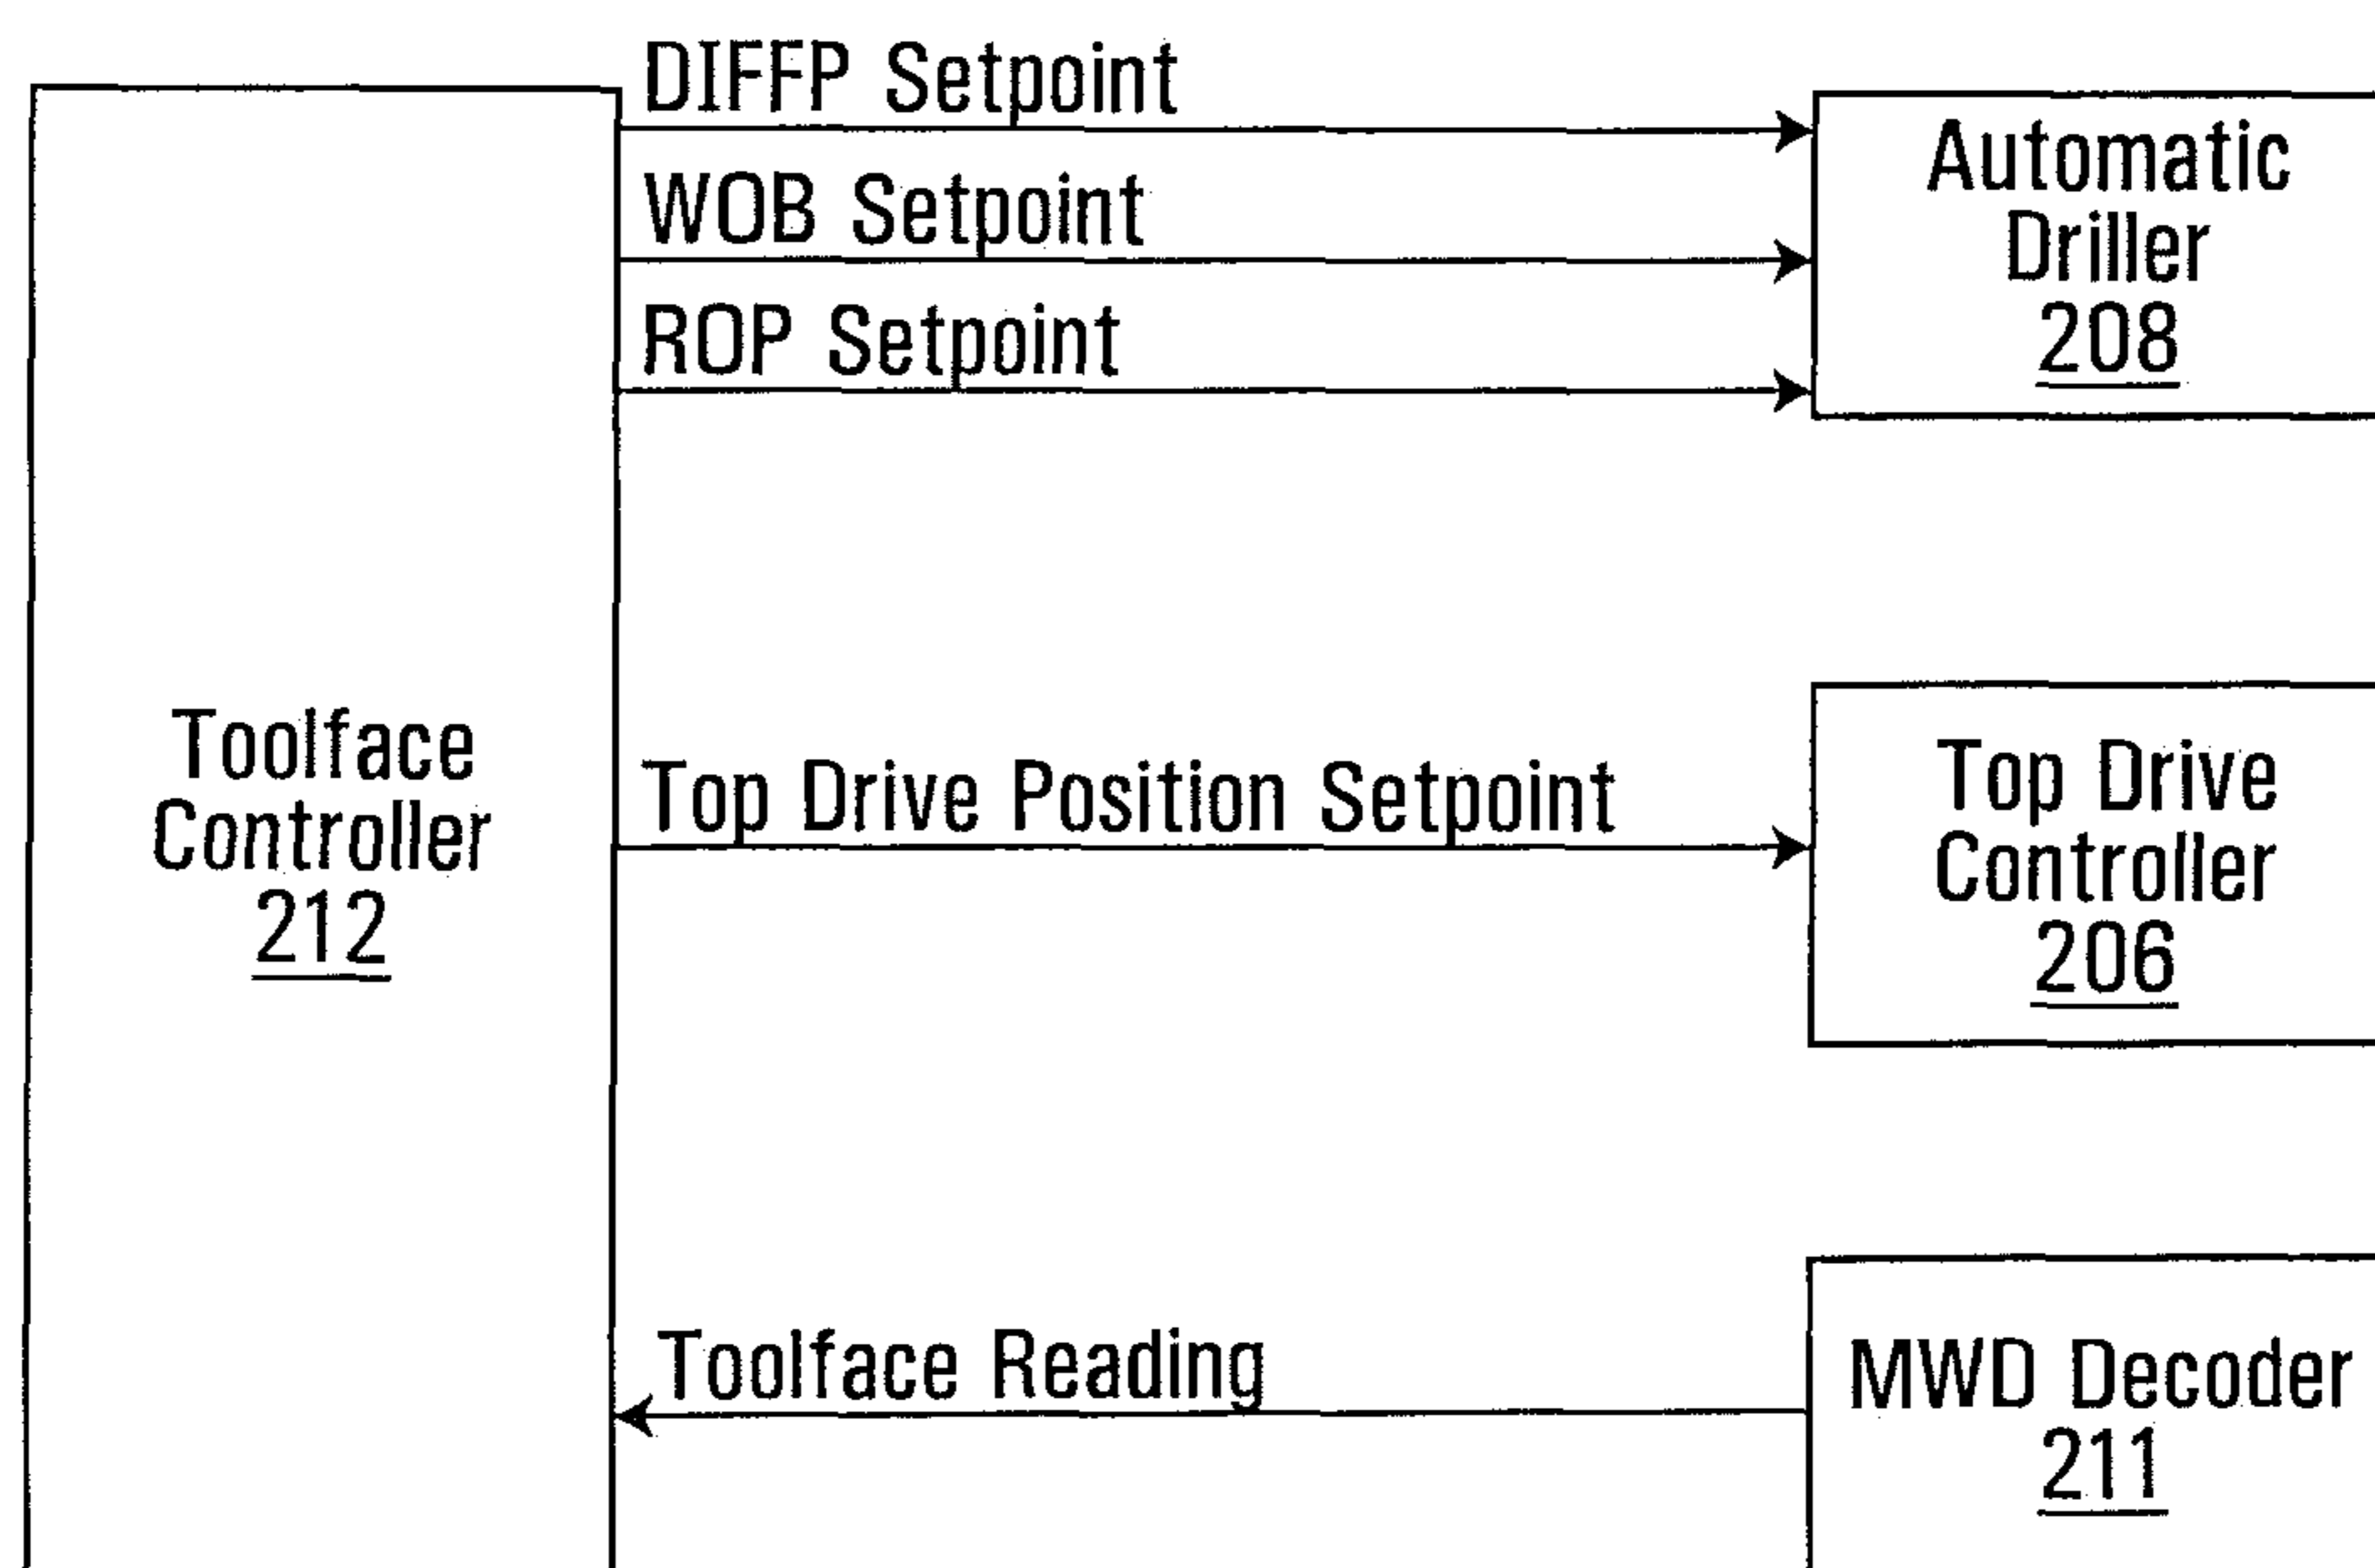 DIFFP Setpoint
WOB Setpoint
ROP Setpoint
Automatic
Driller
208
Toolface
Controller
212
Top Drive Position Setpoint
Top Drive
Controller
206
Toolface Reading
MWD Decoder
211